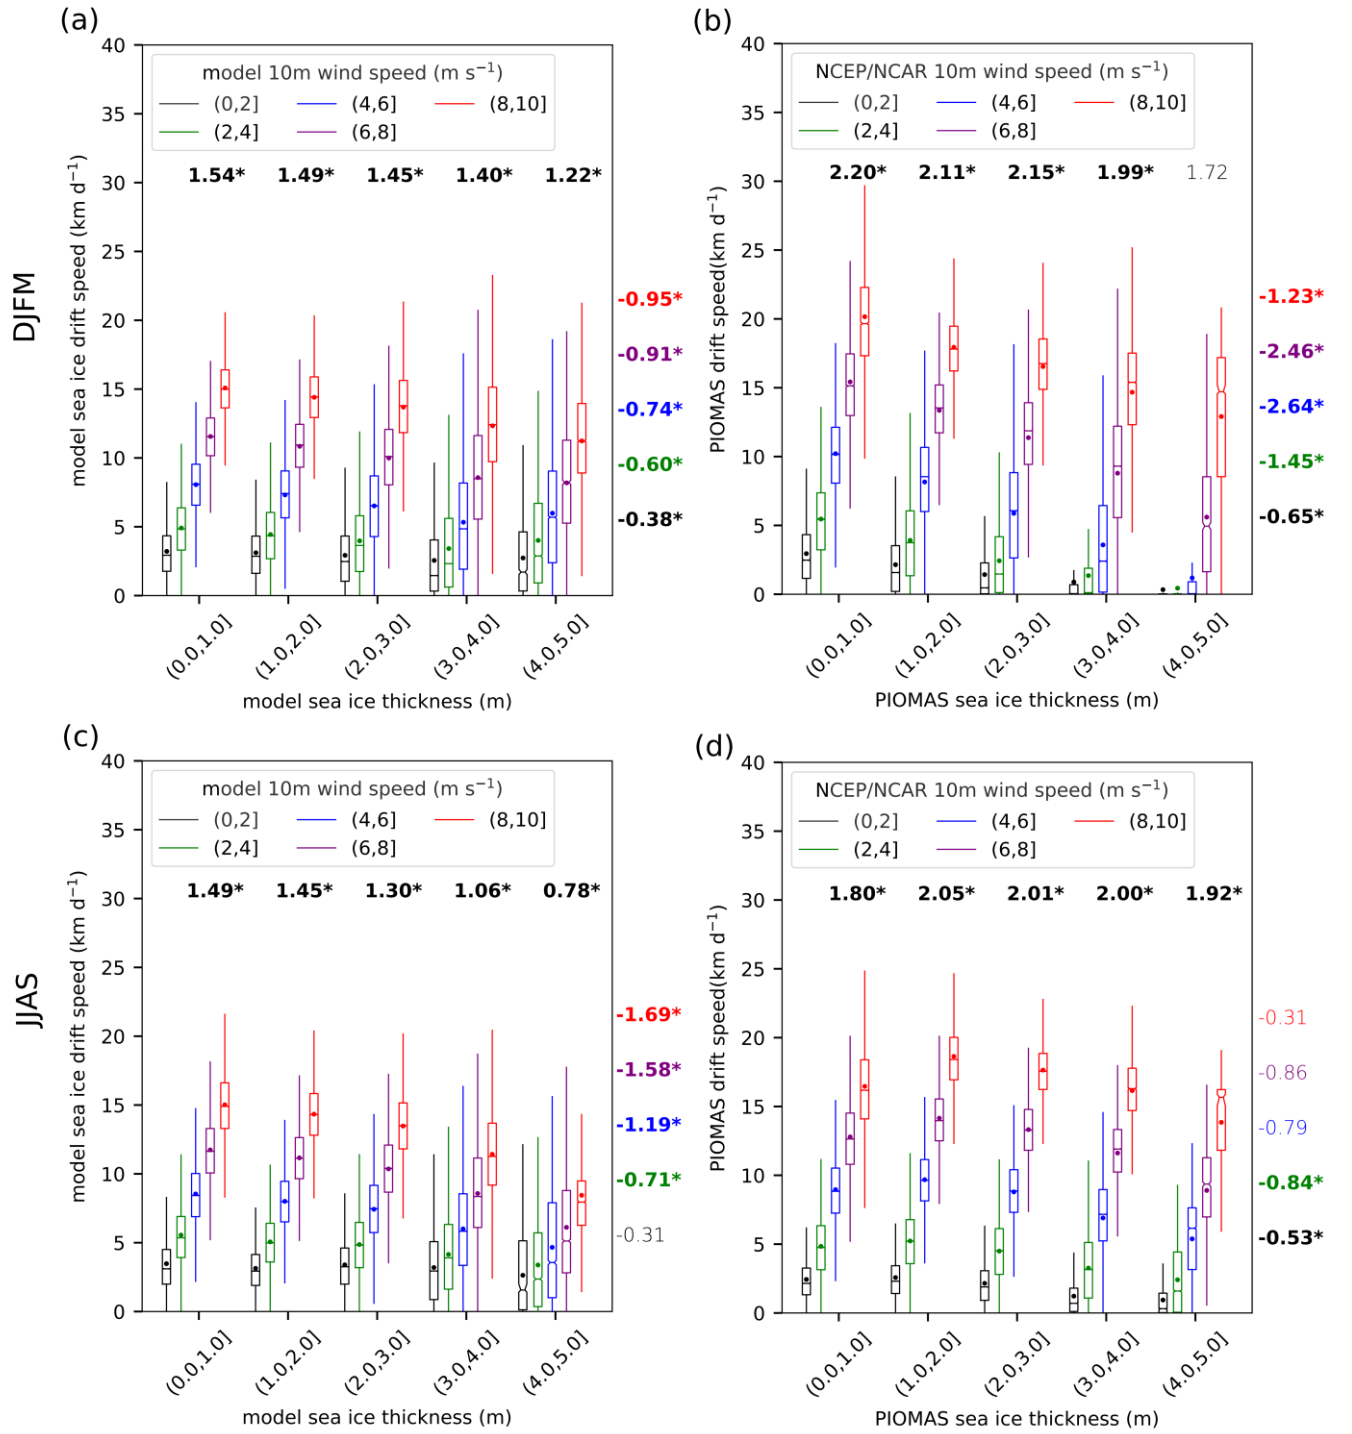 (a)
model 10m wind speed (m s⁻¹)
(0,2] (4,6] (8,10]
(2,4] (6,8]
1.54* 1.49* 1.45* 1.40* 1.22*
40
35
30
25
20
15
10
5
0
model sea ice drift speed (km d⁻¹)
DJFM
-0.95*
-0.91*
-0.74*
-0.60*
-0.38*
(0.0,1.0] (1.0,2.0] (2.0,3.0] (3.0,4.0] (4.0,5.0]
model sea ice thickness (m)
(b)
NCEP/NCAR 10m wind speed (m s⁻¹)
(0,2] (4,6] (8,10]
(2,4] (6,8]
2.20* 2.11* 2.15* 1.99* 1.72
40
35
30
25
20
15
10
5
0
PIOMAS drift speed(km d⁻¹)
-1.23*
-2.46*
-2.64*
-1.45*
-0.65*
(0.0,1.0] (1.0,2.0] (2.0,3.0] (3.0,4.0] (4.0,5.0]
PIOMAS sea ice thickness (m)
(c)
model 10m wind speed (m s⁻¹)
(0,2] (4,6] (8,10]
(2,4] (6,8]
1.49* 1.45* 1.30* 1.06* 0.78*
40
35
30
25
20
15
10
5
0
model sea ice drift speed (km d⁻¹)
JJAS
-1.69*
-1.58*
-1.19*
-0.71*
-0.31
(0.0,1.0] (1.0,2.0] (2.0,3.0] (3.0,4.0] (4.0,5.0]
model sea ice thickness (m)
(d)
NCEP/NCAR 10m wind speed (m s⁻¹)
(0,2] (4,6] (8,10]
(2,4] (6,8]
1.80* 2.05* 2.01* 2.00* 1.92*
40
35
30
25
20
15
10
5
0
PIOMAS drift speed(km d⁻¹)
-0.31
-0.86
-0.79
-0.84*
-0.53*
(0.0,1.0] (1.0,2.0] (2.0,3.0] (3.0,4.0] (4.0,5.0]
PIOMAS sea ice thickness (m)